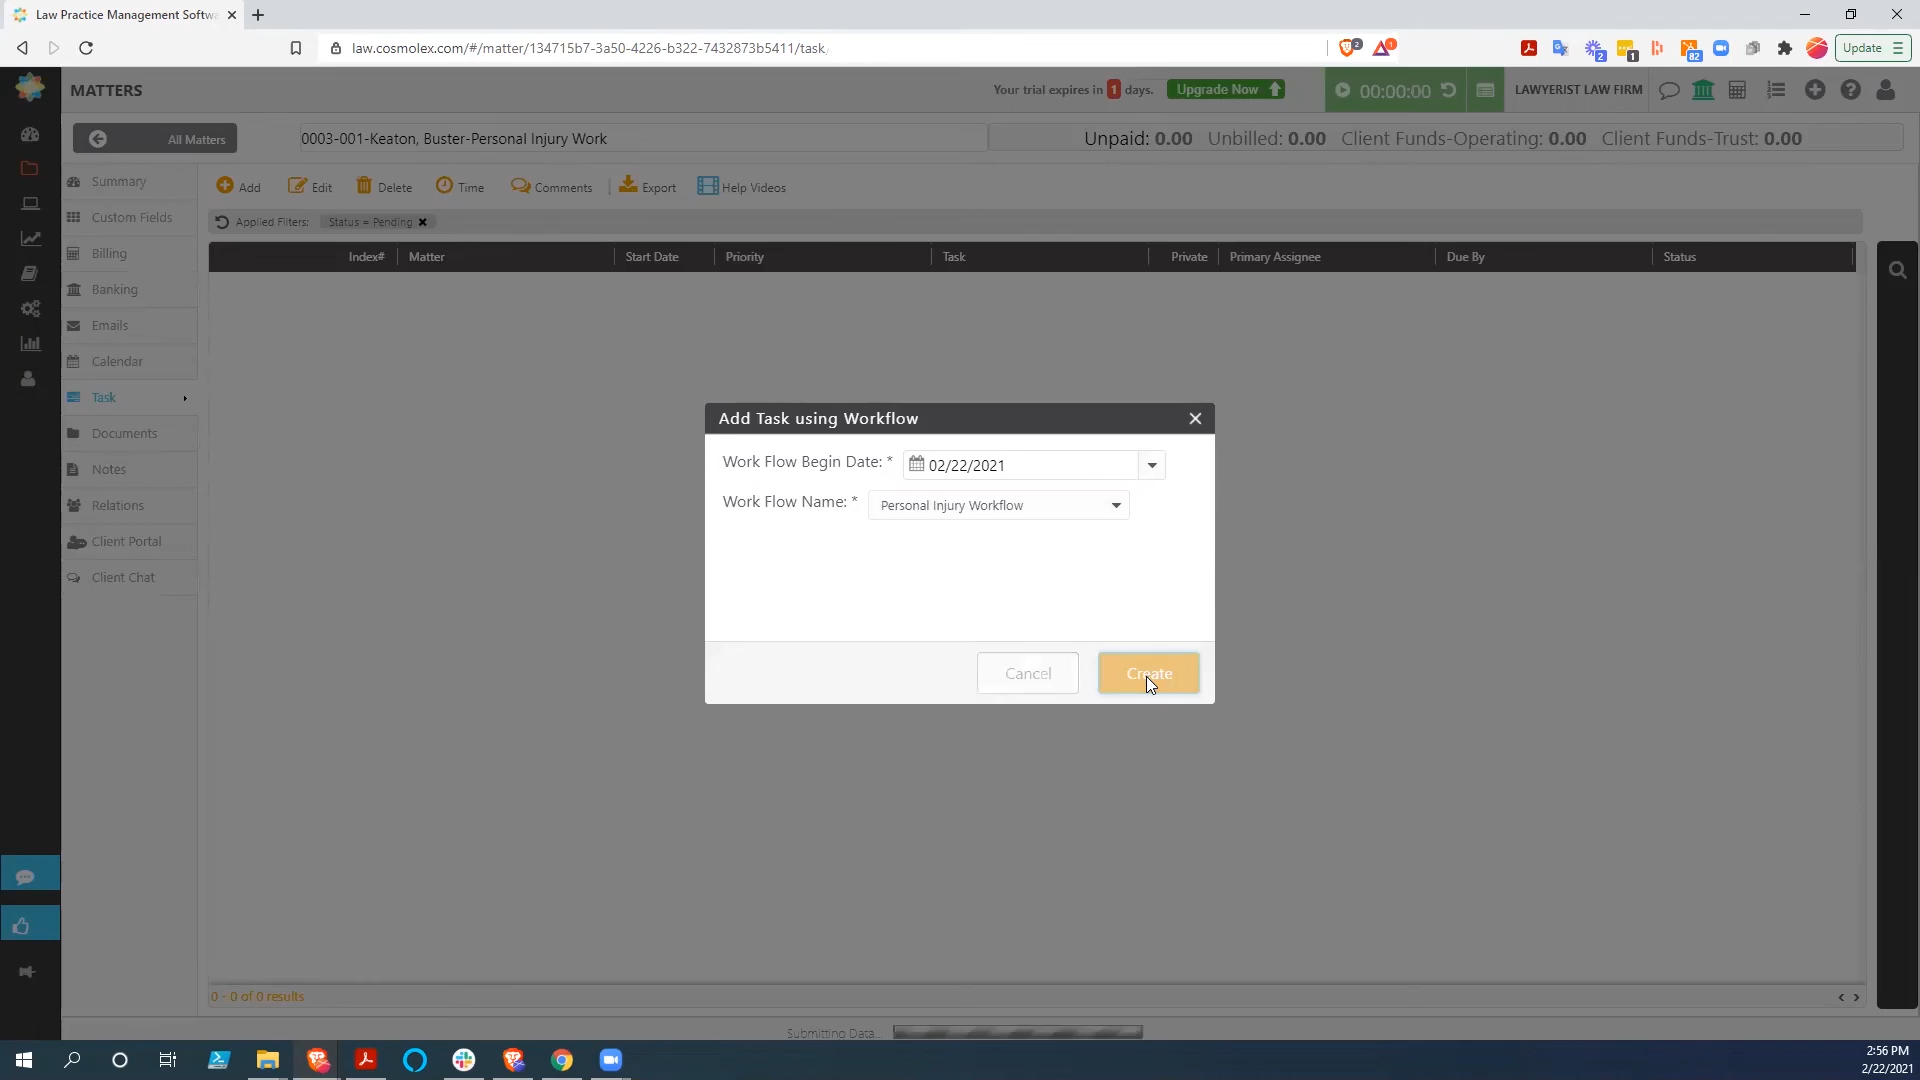 Law Practice Management Softw
law.cosmolex.com/#/matter/134715b7-3a50-4226-b322-7432873b5411/task
2
1
2
1
82
Update
MATTERS
Your trial expires in 1 days.
Upgrade Now
00:00:00
LAWYERIST LAW FIRM
All Matters
0003-001-Keaton, Buster-Personal Injury Work
Unpaid: 0.00 Unbilled: 0.00 Client Funds-Operating: 0.00 Client Funds-Trust: 0.00
Summary
Custom Fields
Billing
Banking
Emails
Calendar
Task
Documents
Notes
Relations
Client Portal
Client Chat
Add
Edit
Delete
Time
Comments
Export
Help Videos
Applied Filters: Status = Pending
Index# Matter Start Date Priority Task Private Primary Assignee Due By Status
Add Task using Workflow
Work Flow Begin Date: * 02/22/2021
Work Flow Name: * Personal Injury Workflow
Cancel
Create
0 - 0 of 0 results
Submitting Data...
2:56 PM
2/22/2021